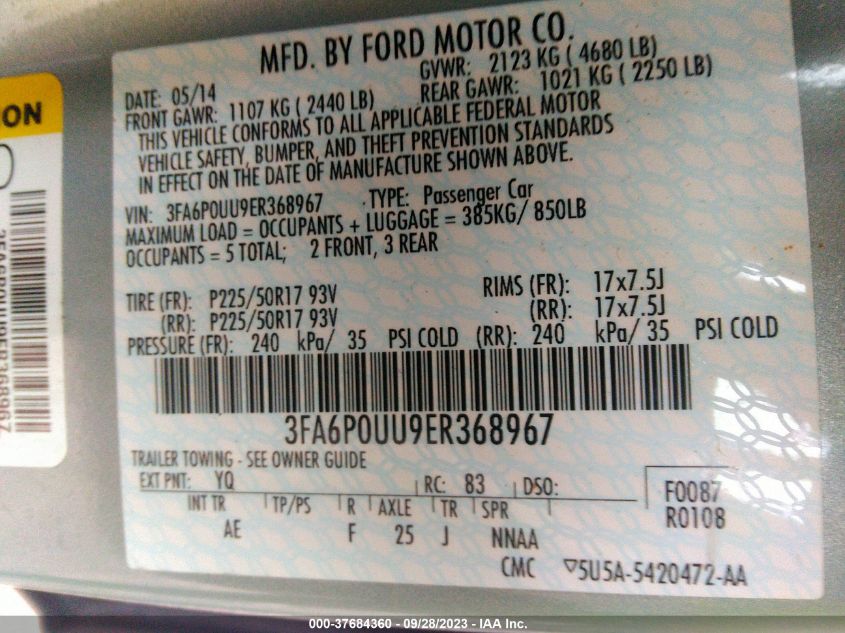 MFD. BY FORD MOTOR CO.
DATE: 05/14 GVWR: 2123 KG ( 4680 LB)
FRONT GAWR: 1107 KG ( 2440 LB) REAR GAWR: 1021 KG ( 2250 LB)
THIS VEHICLE CONFORMS TO ALL APPLICABLE FEDERAL MOTOR
VEHICLE SAFETY, BUMPER, AND THEFT PREVENTION STANDARDS
IN EFFECT ON THE DATE OF MANUFACTURE SHOWN ABOVE.
VIN: 3FA6P0UU9ER368967 TYPE: Passenger Car
MAXIMUM LOAD = OCCUPANTS + LUGGAGE = 385KG/ 850LB
OCCUPANTS = 5 TOTAL; 2 FRONT, 3 REAR
TIRE (FR): P225/50R17 93V RIMS (FR): 17x7.5J
(RR): P225/50R17 93V (RR): 17x7.5J
PRESSURE (FR): 240 kPa/ 35 PSI COLD (RR): 240 kPa/ 35 PSI COLD
3FA6P0UU9ER368967
TRAILER TOWING - SEE OWNER GUIDE
EXT PNT: YQ RC: 83 DSO: F0087
INT TR TP/PS R AXLE TR SPR R0108
AE F 25 J NNAA
CMC 5U5A-5420472-AA
ON
3FA6P0UU9ER368967
000-37684360 - 09/28/2023 - IAA Inc.